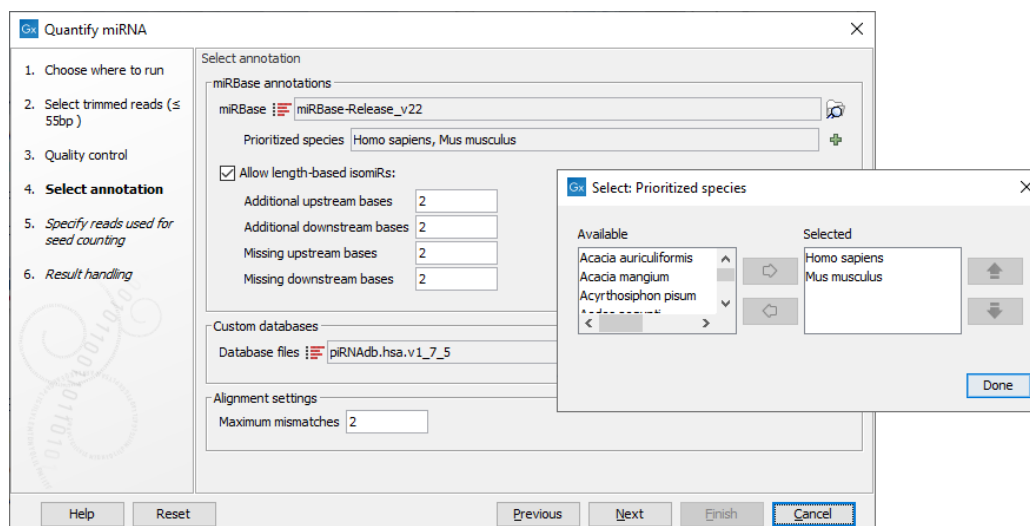 Gx Quantify miRNA
1. Choose where to run
2. Select trimmed reads (≤
55bp )
3. Quality control
4. Select annotation
5. Specify reads used for
seed counting
6. Result handling
Select annotation
miRBase annotations
miRBase miRBase-Release_v22
Prioritized species Homo sapiens, Mus musculus
Allow length-based isomiRs:
Additional upstream bases 2
Additional downstream bases 2
Missing upstream bases 2
Missing downstream bases 2
Custom databases
Database files piRNAdb.hsa.v1_7_5
Alignment settings
Maximum mismatches 2
Help Reset Previous Next Finish Cancel
Gx Select: Prioritized species
Available
Acacia auriculiformis
Acacia mangium
Acyrthosiphon pisum
Selected
Homo sapiens
Mus musculus
Done